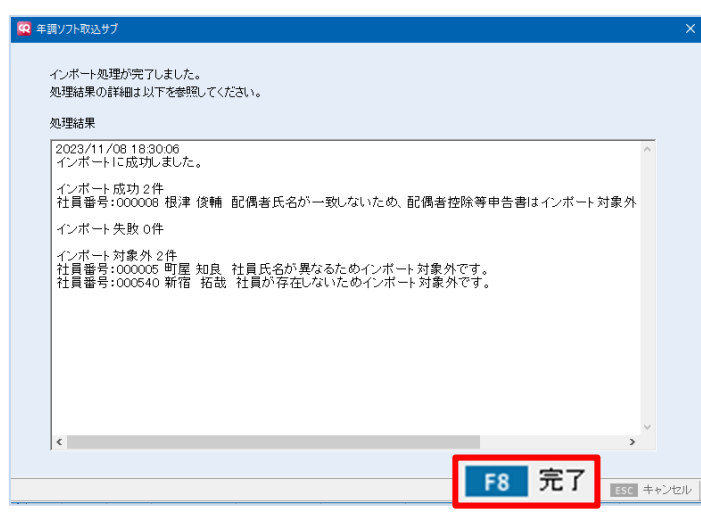 年調ソフト取込サブ
インポート処理が完了しました。
処理結果の詳細は以下を参照してください。
処理結果
2023/11/08 18:30:06
インポートに成功しました。
インポート成功 2件
社員番号:000008 根津 俊輔 配偶者氏名が一致しないため、配偶者控除等申告書はインポート対象外
インポート失敗 0件
インポート対象外 2件
社員番号:000005 町屋 知良 社員氏名が異なるためインポート対象外です。
社員番号:000540 新宿 拓哉 社員が存在しないためインポート対象外です。
F8 完了
ESC キャンセル